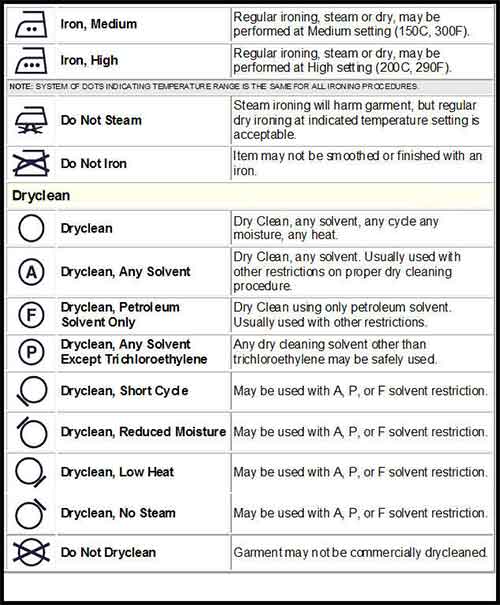 Iron, Medium
Regular ironing, steam or dry, may be
performed at Medium setting (150C, 300F).
Iron, High
Regular ironing, steam or dry, may be
performed at High setting (200C, 290F).
NOTE: SYSTEM OF DOTS INDICATING TEMPERATURE RANGE IS THE SAME FOR ALL IRONING PROCEDURES.
Do Not Steam
Steam ironing will harm garment, but regular
dry ironing at indicated temperature setting is
acceptable.
Do Not Iron
Item may not be smoothed or finished with an
iron.
Dryclean
Dryclean
Dry Clean, any solvent, any cycle any
moisture, any heat.
A
Dryclean, Any Solvent
Dry Clean, any solvent. Usually used with
other restrictions on proper dry cleaning
procedure.
F
Dryclean, Petroleum
Solvent Only
Dry Clean using only petroleum solvent.
Usually used with other restrictions.
P
Dryclean, Any Solvent
Except Trichloroethylene
Any dry cleaning solvent other than
trichloroethylene may be safely used.
Dryclean, Short Cycle
May be used with A, P, or F solvent restriction.
Dryclean, Reduced Moisture
May be used with A, P, or F solvent restriction.
Dryclean, Low Heat
May be used with A, P, or F solvent restriction.
Dryclean, No Steam
May be used with A, P, or F solvent restriction.
Do Not Dryclean
Garment may not be commercially drycleaned.